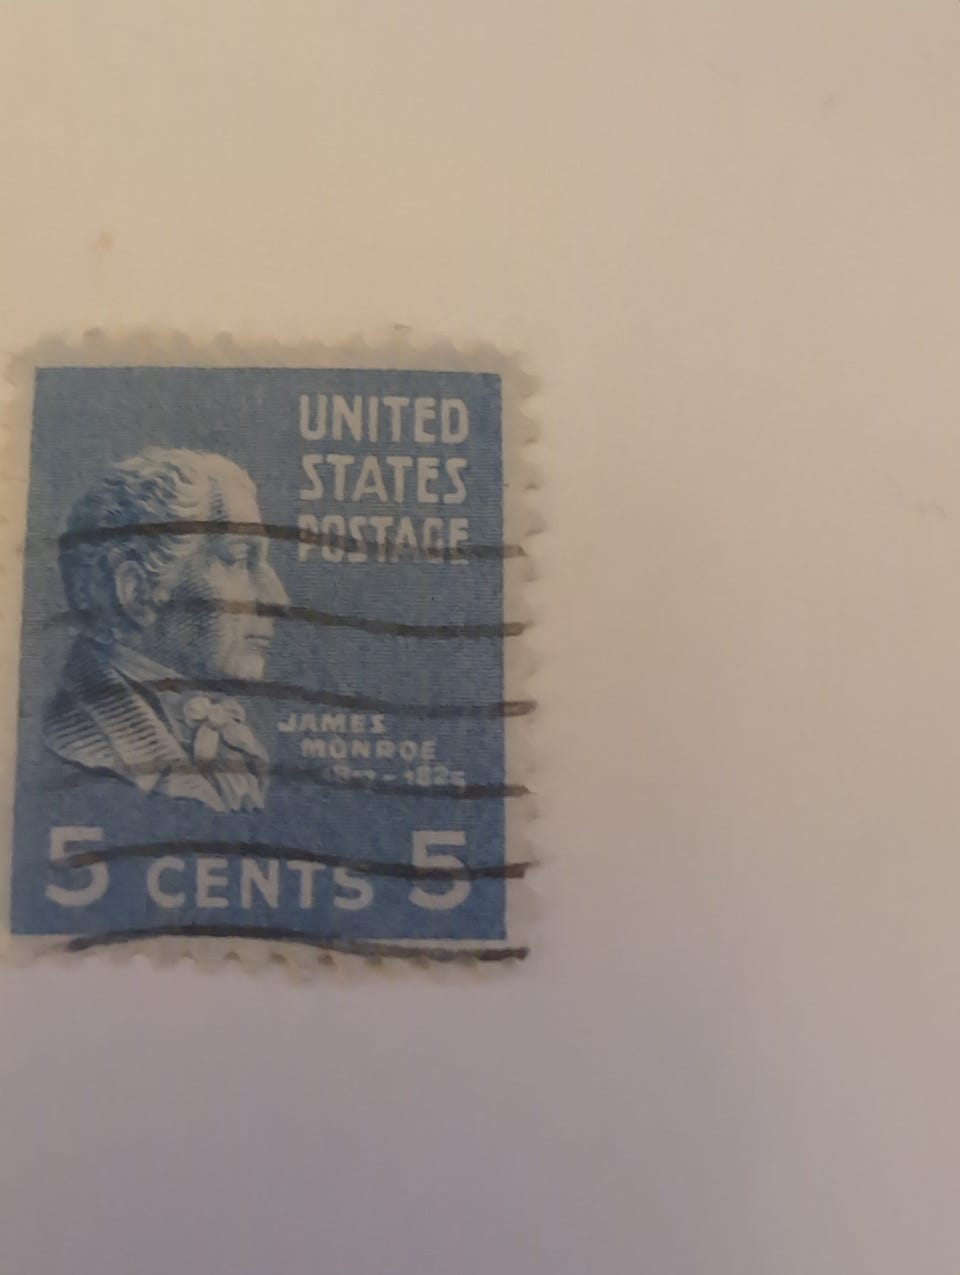 UNITED
STATES
POSTAGE
JAMES
MONROE
5 CENTS 5